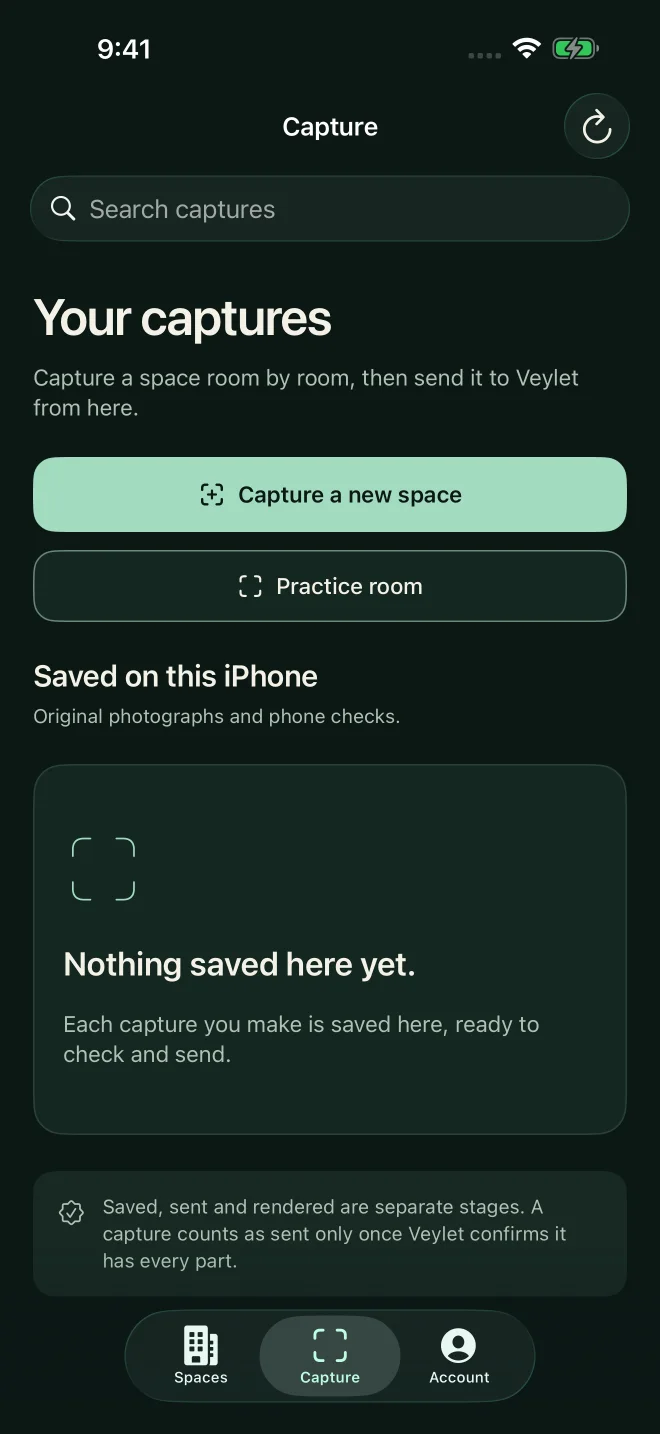 9:41
Capture
Search captures
Your captures
Capture a space room by room, then send it to Veylet
from here.
Capture a new space
Practice room
Saved on this iPhone
Original photographs and phone checks.
Nothing saved here yet.
Each capture you make is saved here, ready to
check and send.
Saved, sent and rendered are separate stages. A
capture counts as sent only once Veylet confirms it
has every part.
Spaces
Capture
Account